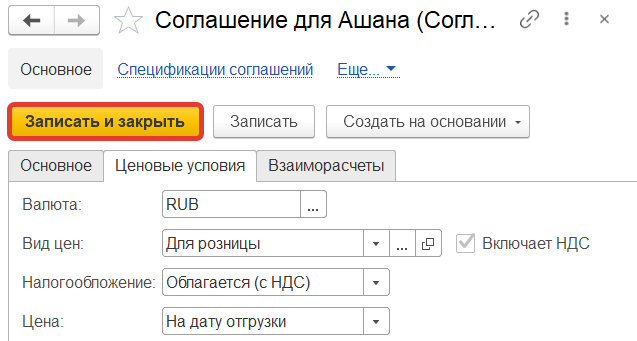 Соглашение для Ашана (Согл...
Основное Спецификации соглашений Еще...
Записать и закрыть Записать Создать на основании
Основное Ценовые условия Взаиморасчеты
Валюта: RUB ...
Вид цен: Для розницы ... Включает НДС
Налогообложение: Облагается (с НДС)
Цена: На дату отгрузки